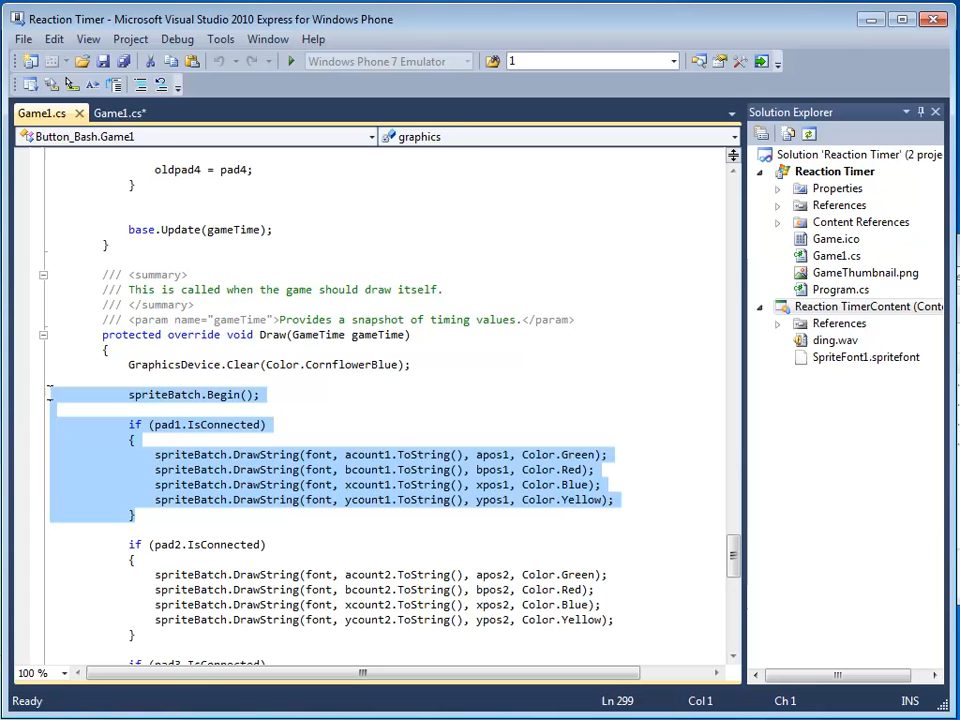 Reaction Timer - Microsoft Visual Studio 2010 Express for Windows Phone
File Edit View Project Debug Tools Window Help
Windows Phone 7 Emulator 1
Game1.cs Game1.cs*
Button_Bash.Game1 graphics
oldpad4 = pad4;
}
base.Update(gameTime);
}
/// <summary>
/// This is called when the game should draw itself.
/// </summary>
/// <param name="gameTime">Provides a snapshot of timing values.</param>
protected override void Draw(GameTime gameTime)
{
GraphicsDevice.Clear(Color.CornflowerBlue);
spriteBatch.Begin();
if (pad1.IsConnected)
{
spriteBatch.DrawString(font, acount1.ToString(), apos1, Color.Green);
spriteBatch.DrawString(font, bcount1.ToString(), bpos1, Color.Red);
spriteBatch.DrawString(font, xcount1.ToString(), xpos1, Color.Blue);
spriteBatch.DrawString(font, ycount1.ToString(), ypos1, Color.Yellow);
}
if (pad2.IsConnected)
{
spriteBatch.DrawString(font, acount2.ToString(), apos2, Color.Green);
spriteBatch.DrawString(font, bcount2.ToString(), bpos2, Color.Red);
spriteBatch.DrawString(font, xcount2.ToString(), xpos2, Color.Blue);
spriteBatch.DrawString(font, ycount2.ToString(), ypos2, Color.Yellow);
}
if (pad3.IsConnected)
100 %
Solution Explorer
Solution 'Reaction Timer' (2 proje
Reaction Timer
Properties
References
Content References
Game.ico
Game1.cs
GameThumbnail.png
Program.cs
Reaction TimerContent (Conte
References
ding.wav
SpriteFont1.spritefont
Ready Ln 299 Col 1 Ch 1 INS